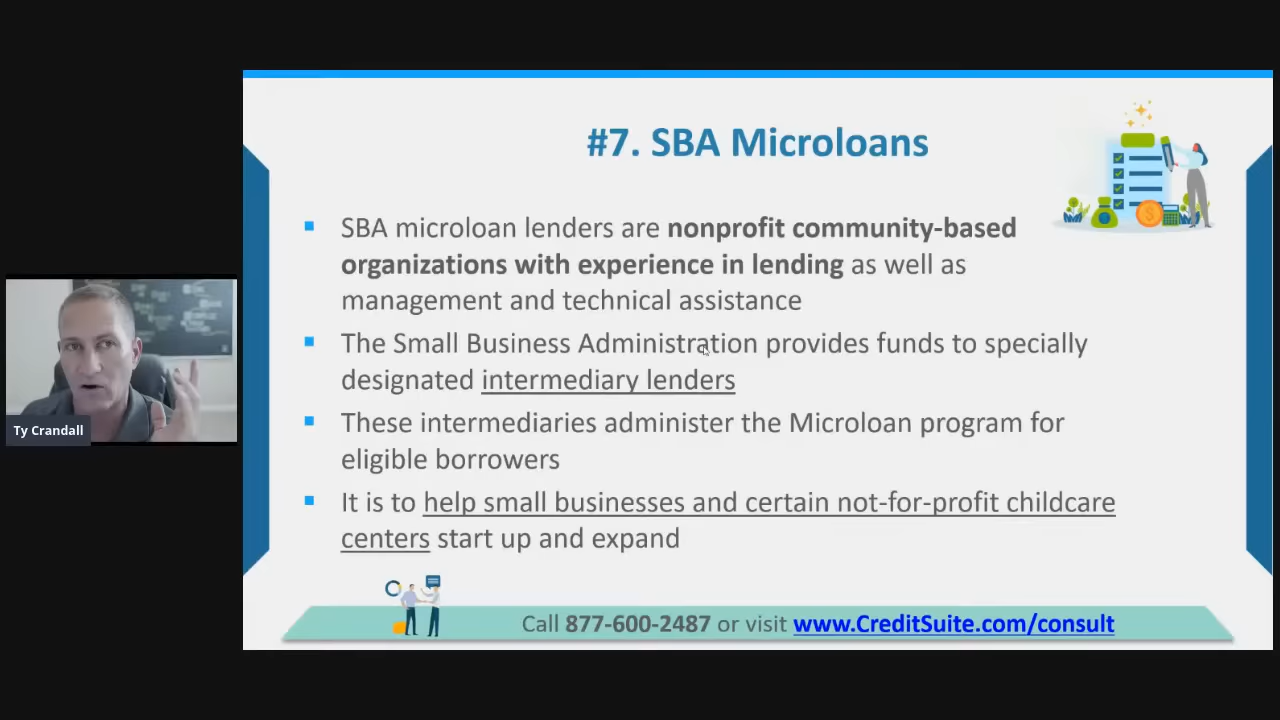 #7. SBA Microloans
SBA microloan lenders are nonprofit community-based
organizations with experience in lending as well as
management and technical assistance
The Small Business Administration provides funds to specially
designated intermediary lenders
These intermediaries administer the Microloan program for
eligible borrowers
It is to help small businesses and certain not-for-profit childcare
centers start up and expand
Ty Crandall
Call 877-600-2487 or visit www.CreditSuite.com/consult